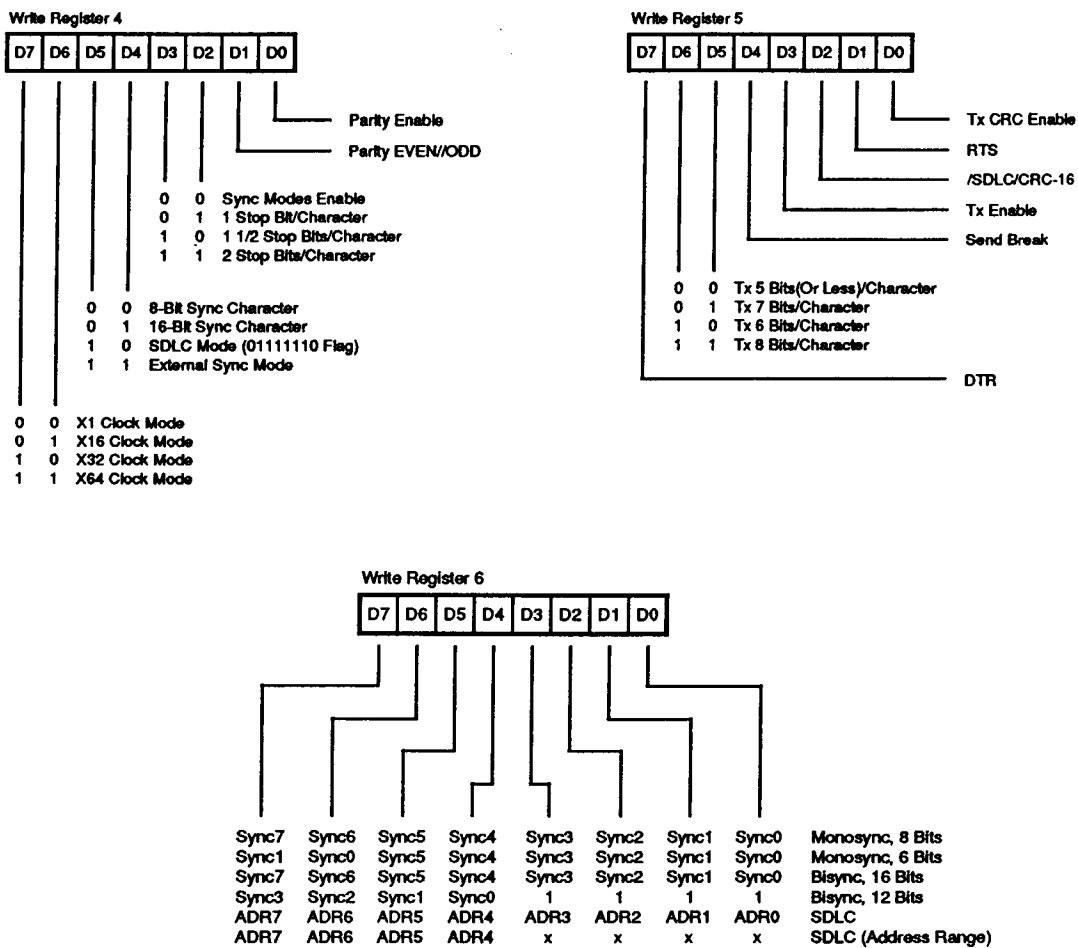 Write Register 4
D7 D6 D5 D4 D3 D2 D1 D0
Parity Enable
Parity EVEN//ODD
0 0 Sync Modes Enable
0 1 1 Stop Bit/Character
1 0 1 1/2 Stop Bits/Character
1 1 2 Stop Bits/Character
0 0 8-Bit Sync Character
0 1 16-Bit Sync Character
1 0 SDLC Mode (01111110 Flag)
1 1 External Sync Mode
0 0 X1 Clock Mode
0 1 X16 Clock Mode
1 0 X32 Clock Mode
1 1 X64 Clock Mode
Write Register 5
D7 D6 D5 D4 D3 D2 D1 D0
Tx CRC Enable
RTS
/SDLC/CRC-16
Tx Enable
Send Break
0 0 Tx 5 Bits(Or Less)/Character
0 1 Tx 7 Bits/Character
1 0 Tx 6 Bits/Character
1 1 Tx 8 Bits/Character
DTR
Write Register 6
D7 D6 D5 D4 D3 D2 D1 D0
Sync7 Sync6 Sync5 Sync4 Sync3 Sync2 Sync1 Sync0 Monosync, 8 Bits
Sync1 Sync0 Sync5 Sync4 Sync3 Sync2 Sync1 Sync0 Monosync, 6 Bits
Sync7 Sync6 Sync5 Sync4 Sync3 Sync2 Sync1 Sync0 Bisync, 16 Bits
Sync3 Sync2 Sync1 Sync0 1 1 1 1 Bisync, 12 Bits
ADR7 ADR6 ADR5 ADR4 ADR3 ADR2 ADR1 ADR0 SDLC
ADR7 ADR6 ADR5 ADR4 x x x x SDLC (Address Range)